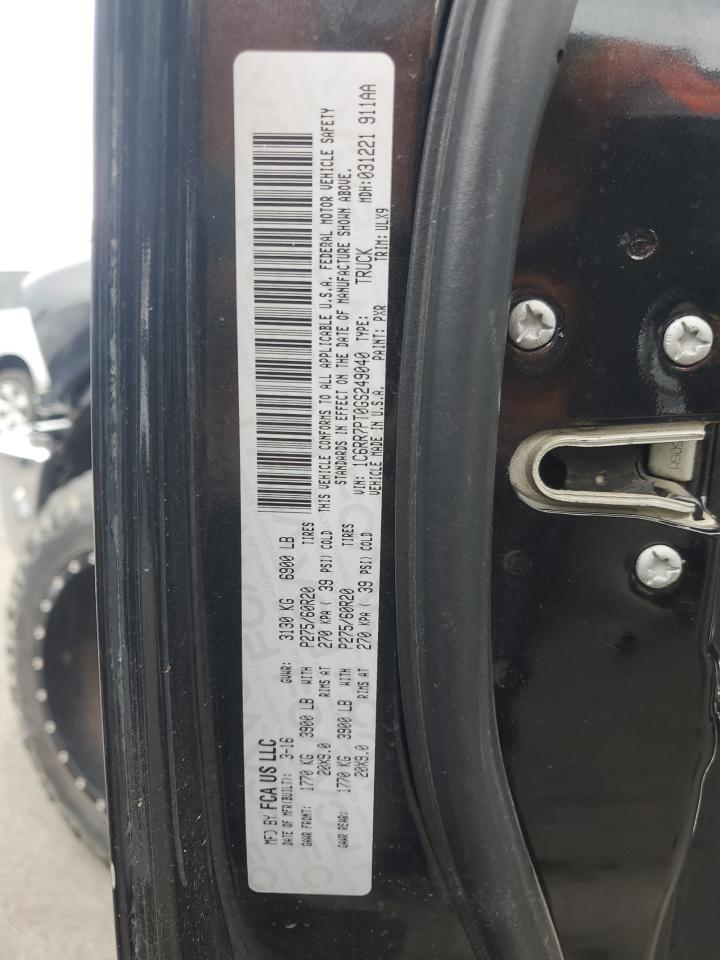 MFD BY FCA US LLC
DATE OF MFR(BUILT): 3-16 GVWR: 3130 KG 6900 LB
GAWR FRONT: 1770 KG 3900 LB WITH P275/60R20 TIRES
20X9.0 RIMS AT 270 KPA ( 39 PSI) COLD
GAWR REAR: 1770 KG 3900 LB WITH P275/60R20 TIRES
20X9.0 RIMS AT 270 KPA ( 39 PSI) COLD
THIS VEHICLE CONFORMS TO ALL APPLICABLE U.S.A. FEDERAL MOTOR VEHICLE SAFETY
STANDARDS IN EFFECT ON THE DATE OF MANUFACTURE SHOWN ABOVE.
VIN: 1C6RR7PT0GS249040 TYPE: TRUCK MDH:031221 911AA
VEHICLE MADE IN U.S.A. PAINT: PXR TRIM: ULX9